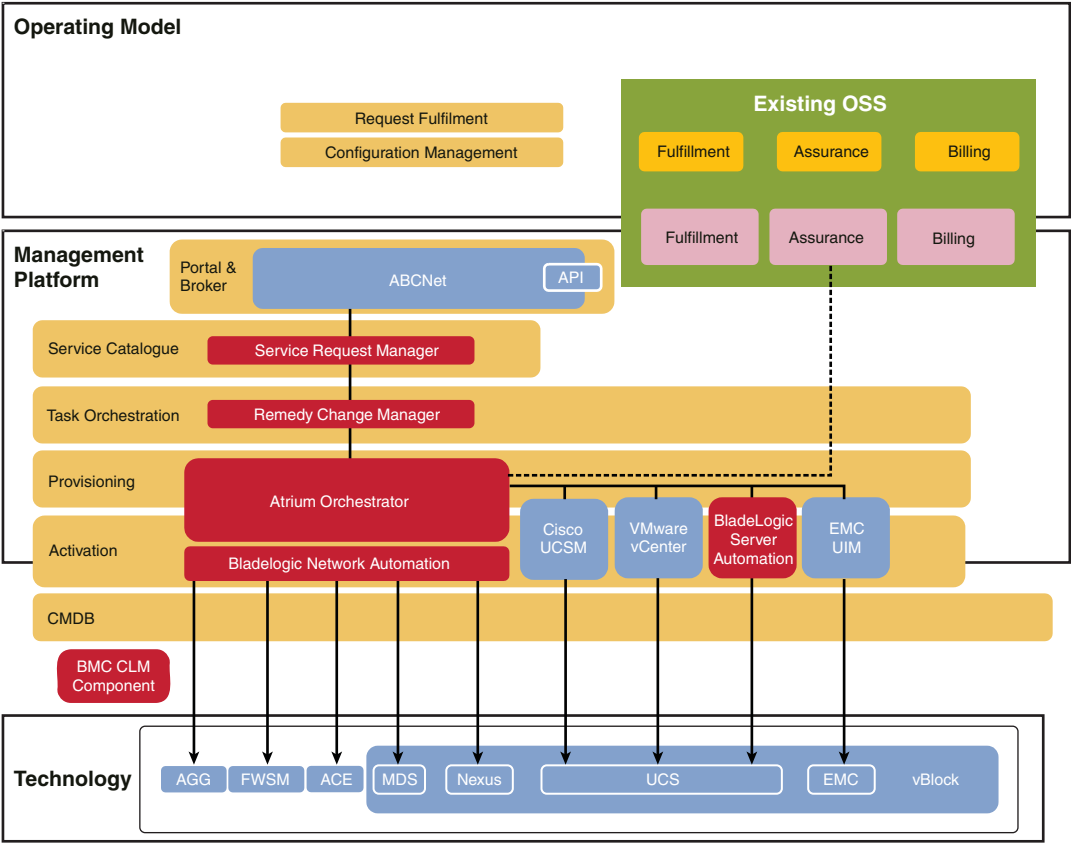 Operating Model
Existing OSS
Request Fulfilment
Configuration Management
Fulfillment
Assurance
Billing
Fulfillment
Assurance
Billing
Management
Platform
Portal &
Broker
ABCNet
API
Service Catalogue
Service Request Manager
Task Orchestration
Remedy Change Manager
Provisioning
Atrium Orchestrator
Cisco
UCSM
VMware
vCenter
BladeLogic
Server
Automation
EMC
UIM
Activation
Bladelogic Network Automation
CMDB
BMC CLM
Component
Technology
AGG
FWSM
ACE
MDS
Nexus
UCS
EMC
vBlock